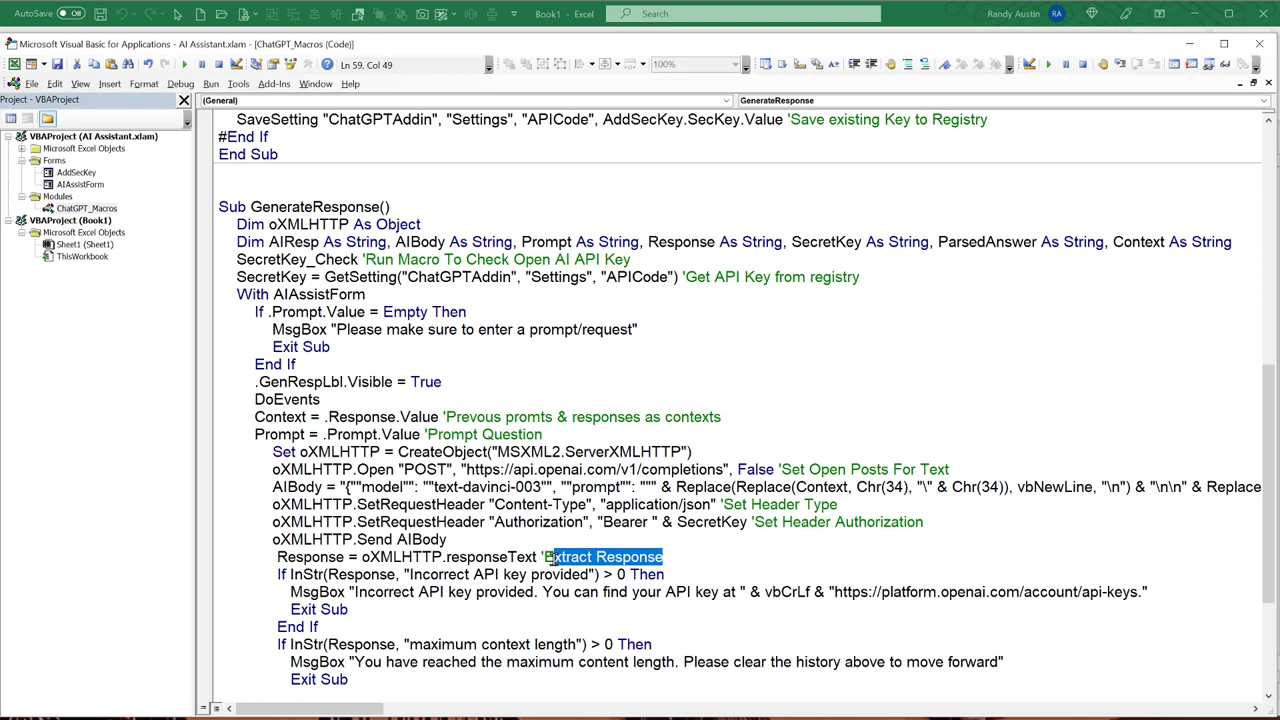 AutoSave Off Book1 - Excel Search Randy Austin RA
Microsoft Visual Basic for Applications - AI Assistant.xlam - [ChatGPT_Macros (Code)]
Ln 59, Col 49 100%
File Edit View Insert Format Debug Run Tools Add-Ins Window Help
Project - VBAProject
(General) GenerateResponse
VBAProject (AI Assistant.xlam)
Microsoft Excel Objects
Forms
AddSecKey
AIAssistForm
Modules
ChatGPT_Macros
VBAProject (Book1)
Microsoft Excel Objects
Sheet1 (Sheet1)
ThisWorkbook
SaveSetting "ChatGPTAddin", "Settings", "APICode", AddSecKey.SecKey.Value 'Save existing Key to Registry
#End If
End Sub
Sub GenerateResponse()
Dim oXMLHTTP As Object
Dim AIResp As String, AIBody As String, Prompt As String, Response As String, SecretKey As String, ParsedAnswer As String, Context As String
SecretKey_Check 'Run Macro To Check Open AI API Key
SecretKey = GetSetting("ChatGPTAddin", "Settings", "APICode") 'Get API Key from registry
With AIAssistForm
If .Prompt.Value = Empty Then
MsgBox "Please make sure to enter a prompt/request"
Exit Sub
End If
.GenRespLbl.Visible = True
DoEvents
Context = .Response.Value 'Prevous promts & responses as contexts
Prompt = .Prompt.Value 'Prompt Question
Set oXMLHTTP = CreateObject("MSXML2.ServerXMLHTTP")
oXMLHTTP.Open "POST", "https://api.openai.com/v1/completions", False 'Set Open Posts For Text
AIBody = "{""model"": ""text-davinci-003"", ""prompt"": """ & Replace(Replace(Context, Chr(34), "\" & Chr(34)), vbNewLine, "\n") & "\n\n" & Replace
oXMLHTTP.SetRequestHeader "Content-Type", "application/json" 'Set Header Type
oXMLHTTP.SetRequestHeader "Authorization", "Bearer " & SecretKey 'Set Header Authorization
oXMLHTTP.Send AIBody
Response = oXMLHTTP.responseText 'Extract Response
If InStr(Response, "Incorrect API key provided") > 0 Then
MsgBox "Incorrect API key provided. You can find your API key at " & vbCrLf & "https://platform.openai.com/account/api-keys."
Exit Sub
End If
If InStr(Response, "maximum context length") > 0 Then
MsgBox "You have reached the maximum content length. Please clear the history above to move forward"
Exit Sub